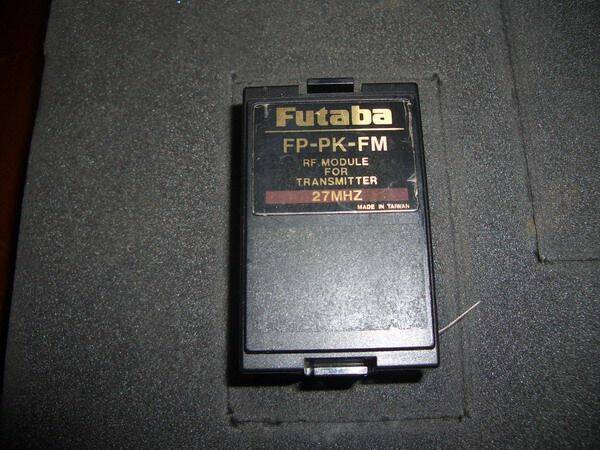 Futaba
FP-PK-FM
RF.MODULE
FOR
TRANSMITTER
27MHZ
MADE IN TAIWAN